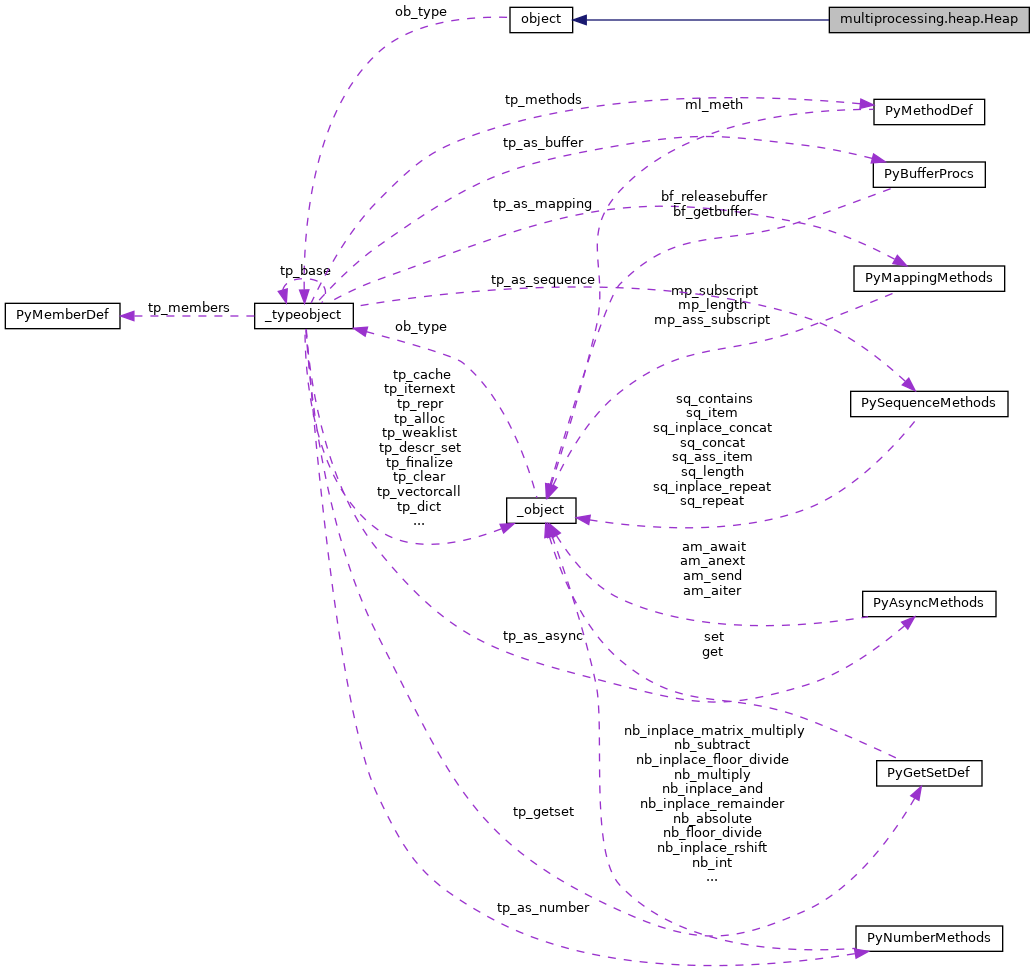 ob_type
object
multiprocessing.heap.Heap
tp_methods
ml_meth
PyMethodDef
tp_as_buffer
PyBufferProcs
tp_as_mapping
bf_releasebuffer
bf_getbuffer
tp_base
tp_as_sequence
PyMappingMethods
mp_subscript
mp_length
mp_ass_subscript
PyMemberDef
tp_members
_typeobject
ob_type
tp_cache
tp_iternext
tp_repr
tp_alloc
tp_weaklist
tp_descr_set
tp_finalize
tp_clear
tp_vectorcall
tp_dict
...
sq_contains
sq_item
sq_inplace_concat
sq_concat
sq_ass_item
sq_length
sq_inplace_repeat
sq_repeat
PySequenceMethods
_object
am_await
am_anext
am_send
am_aiter
PyAsyncMethods
tp_as_async
set
get
nb_inplace_matrix_multiply
nb_subtract
nb_inplace_floor_divide
nb_multiply
nb_inplace_and
nb_inplace_remainder
nb_absolute
nb_floor_divide
nb_inplace_rshift
nb_int
...
PyGetSetDef
tp_getset
tp_as_number
PyNumberMethods